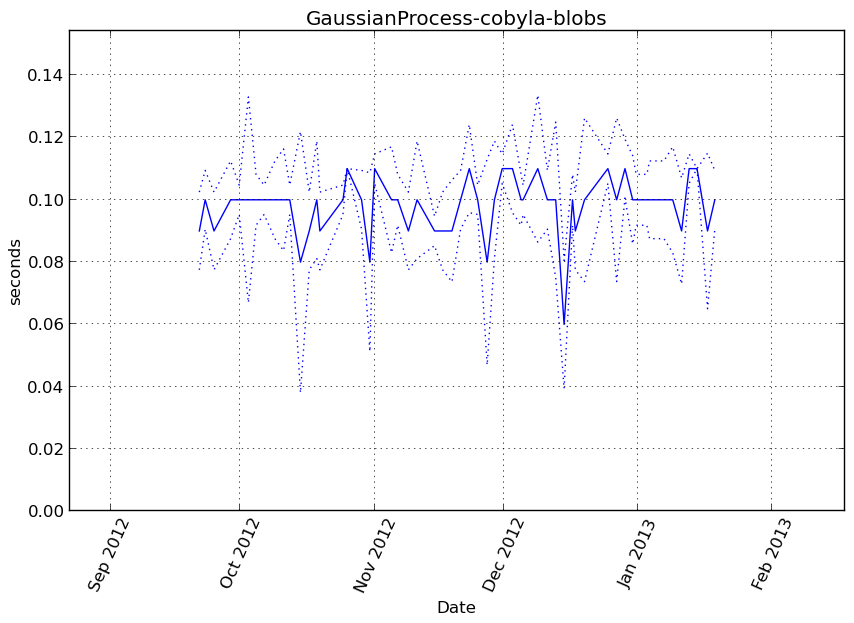 GaussianProcess-cobyla-blobs
0.14
0.12
0.10
0.08
0.06
0.04
0.02
0.00
seconds
Sep 2012
Oct 2012
Nov 2012
Dec 2012
Jan 2013
Feb 2013
Date